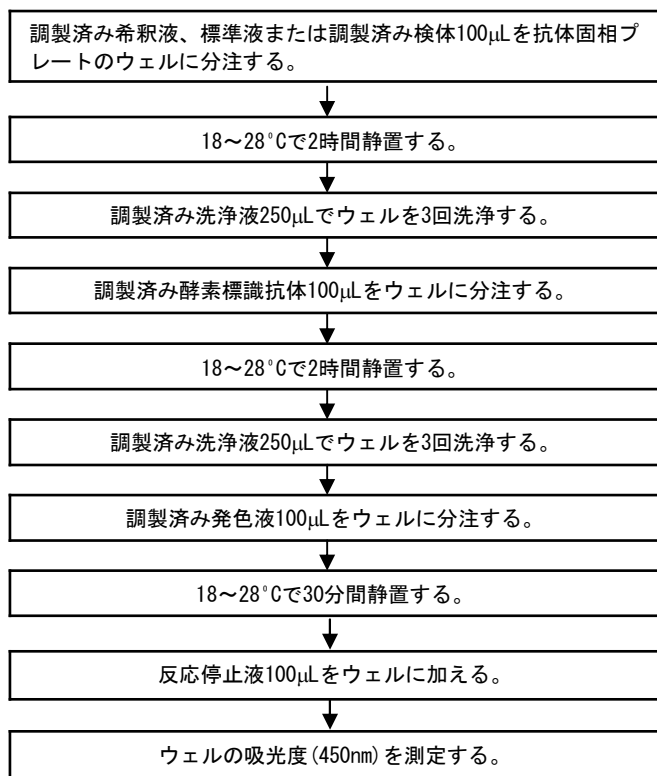 調製済み希釈液、標準液または調製済み検体100μLを抗体固相プ
レートのウェルに分注する。
18～28°Cで2時間静置する。
調製済み洗浄液250μLでウェルを3回洗浄する。
調製済み酵素標識抗体100μLをウェルに分注する。
18～28°Cで2時間静置する。
調製済み洗浄液250μLでウェルを3回洗浄する。
調製済み発色液100μLをウェルに分注する。
18～28°Cで30分間静置する。
反応停止液100μLをウェルに加える。
ウェルの吸光度(450nm)を測定する。